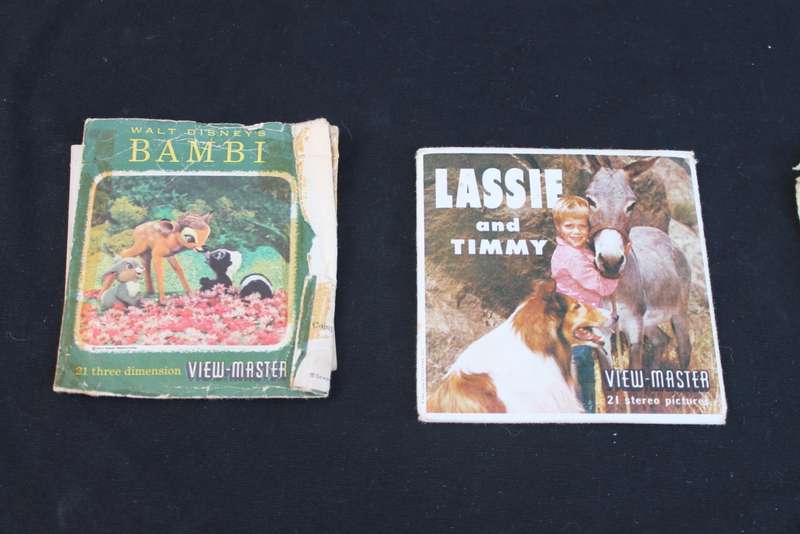 WALT DISNEY'S
BAMBI
21 three dimension VIEW-MASTER
LASSIE
and
TIMMY
VIEW-MASTER
21 stereo pictures